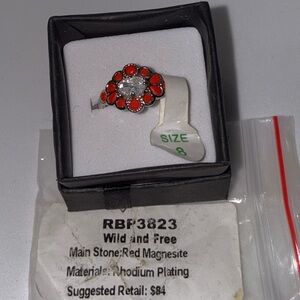 SIZE
8
RBP3823
Wild and Free
Main Stone:Red Magnesite
Materials: Rhodium Plating
Suggested Retail: $84